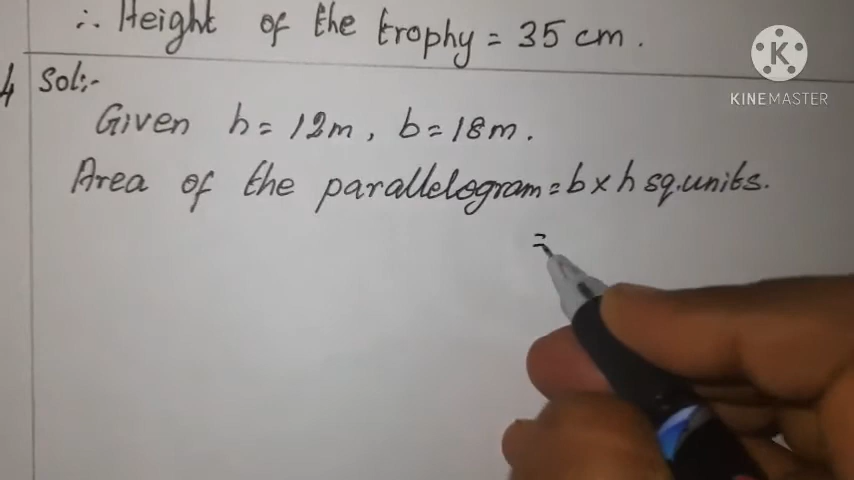 ∴ Height of the trophy = 35 cm.
4 Sol:-
Given h = 12m, b = 18m.
Area of the parallelogram = b × h sq.units.
=
K
KINEMASTER